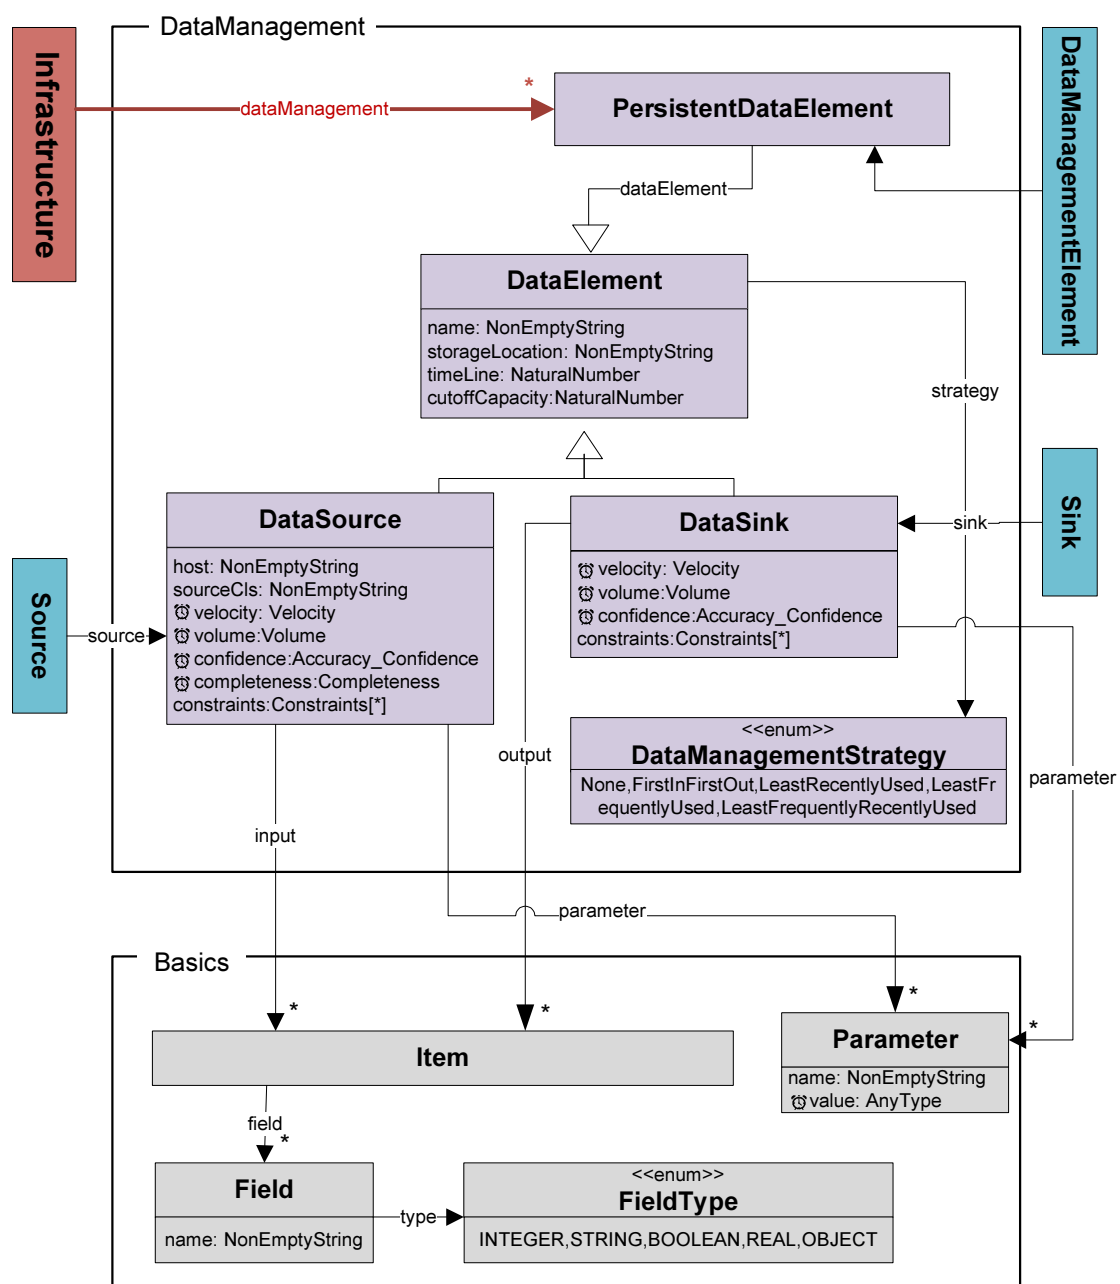 DataManagement
Infrastructure
*
dataManagement
PersistentDataElement
DataManagementElement
dataElement
DataElement
name: NonEmptyString
storageLocation: NonEmptyString
timeLine: NaturalNumber
cutoffCapacity:NaturalNumber
strategy
DataSource
host: NonEmptyString
sourceCls: NonEmptyString
velocity: Velocity
volume:Volume
confidence:Accuracy_Confidence
completeness:Completeness
constraints:Constraints[*]
DataSink
velocity: Velocity
volume:Volume
confidence:Accuracy_Confidence
constraints:Constraints[*]
sink
Sink
Source
source
<<enum>>
DataManagementStrategy
None,FirstInFirstOut,LeastRecentlyUsed,LeastFr
equentlyUsed,LeastFrequentlyRecentlyUsed
output
parameter
input
parameter
Basics
*
*
*
*
Item
Parameter
name: NonEmptyString
value: AnyType
field
*
Field
name: NonEmptyString
type
<<enum>>
FieldType
INTEGER,STRING,BOOLEAN,REAL,OBJECT